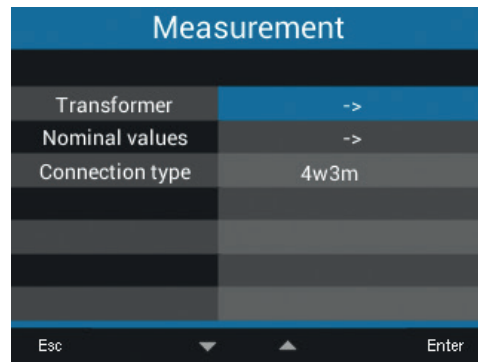 Measurement
Transformer ->
Nominal values ->
Connection type 4w3m
Esc Enter